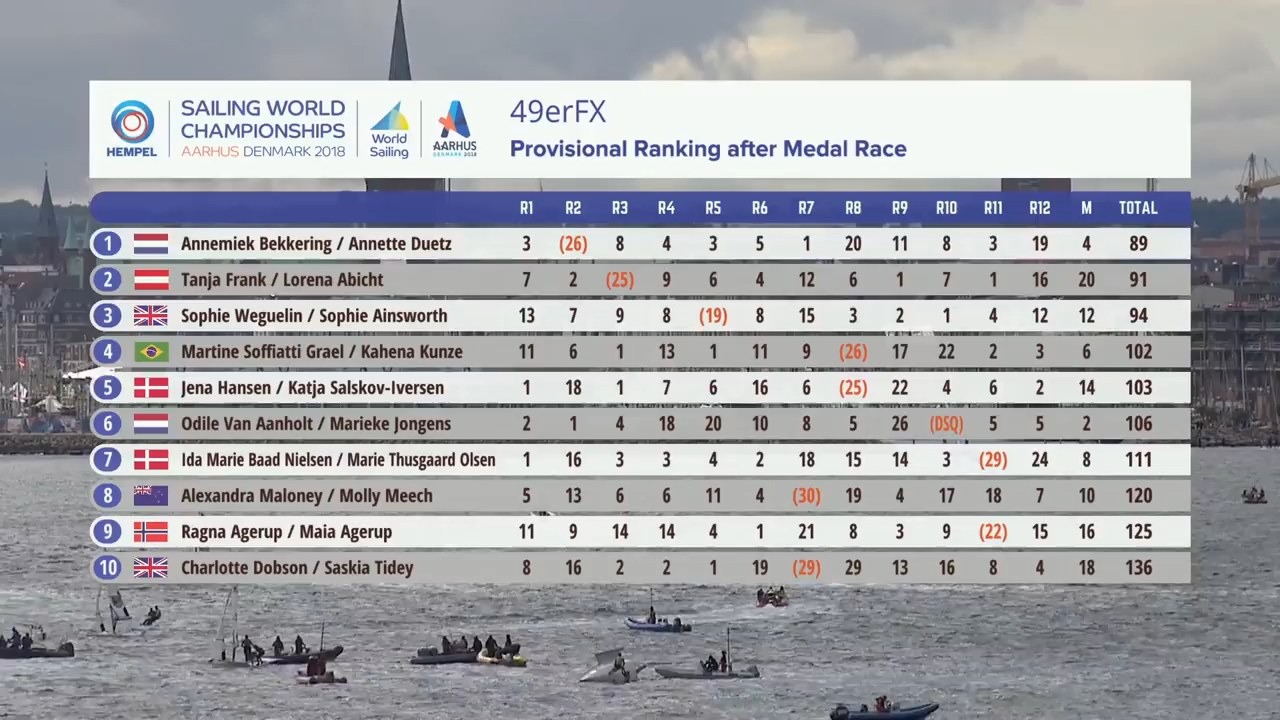 HEMPEL
SAILING WORLD
CHAMPIONSHIPS
AARHUS DENMARK 2018
World
Sailing
AARHUS
DENMARK 2018
49erFX
Provisional Ranking after Medal Race
R1 R2 R3 R4 R5 R6 R7 R8 R9 R10 R11 R12 M TOTAL
1 Annemiek Bekkering / Annette Duetz 3 (26) 8 4 3 5 1 20 11 8 3 19 4 89
2 Tanja Frank / Lorena Abicht 7 2 (25) 9 6 4 12 6 1 7 1 16 20 91
3 Sophie Weguelin / Sophie Ainsworth 13 7 9 8 (19) 8 15 3 2 1 4 12 12 94
4 Martine Soffiatti Grael / Kahena Kunze 11 6 1 13 1 11 9 (26) 17 22 2 3 6 102
5 Jena Hansen / Katja Salskov-Iversen 1 18 1 7 6 16 6 (25) 22 4 6 2 14 103
6 Odile Van Aanholt / Marieke Jongens 2 1 4 18 20 10 8 5 26 (DSQ) 5 5 2 106
7 Ida Marie Baad Nielsen / Marie Thusgaard Olsen 1 16 3 3 4 2 18 15 14 3 (29) 24 8 111
8 Alexandra Maloney / Molly Meech 5 13 6 6 11 4 (30) 19 4 17 18 7 10 120
9 Ragna Agerup / Maia Agerup 11 9 14 14 4 1 21 8 3 9 (22) 15 16 125
10 Charlotte Dobson / Saskia Tidey 8 16 2 2 1 19 (29) 29 13 16 8 4 18 136